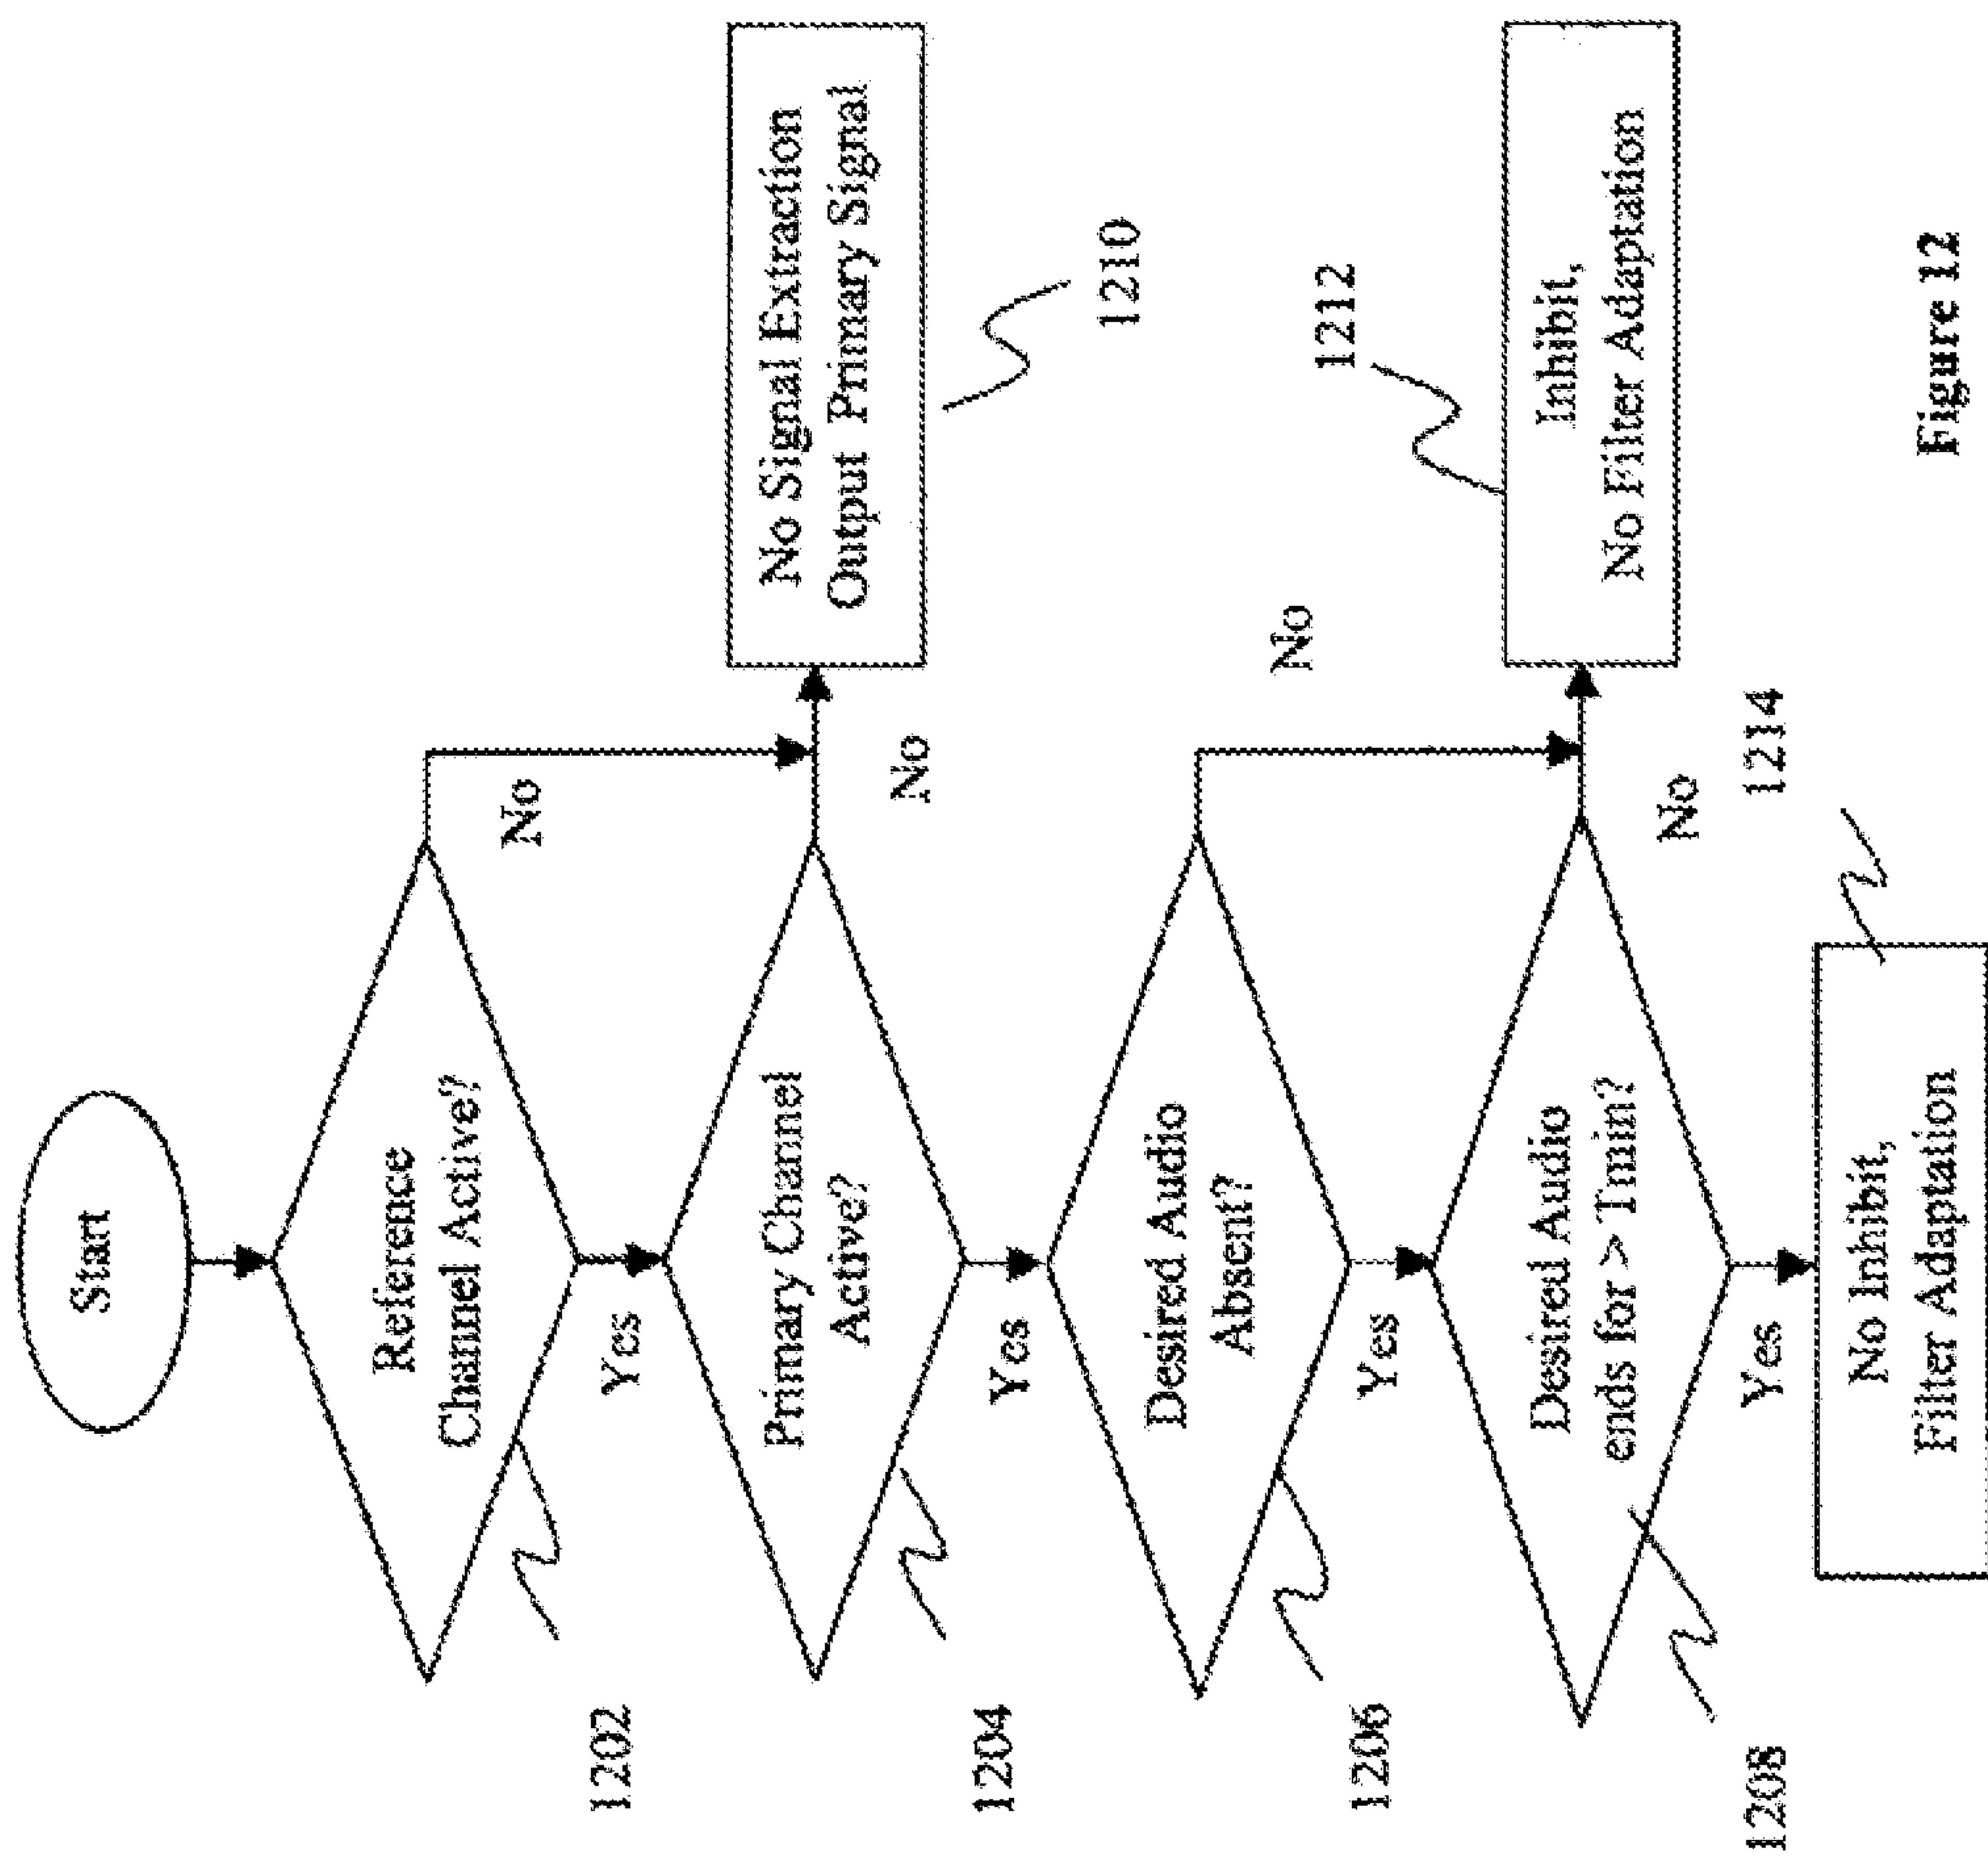 Start
Reference
Channel Active?
No
1202
Yes
Primary Channel
Active?
No
No Signal Extraction
Output Primary Signal
1210
1204
Yes
Desired Audio
Absent?
No
1206
Yes
Desired Audio
ends for > Tmin?
No
Inhibit,
No Filter Adaptation
1212
1208
Yes
No Inhibit,
Filter Adaptation
1214
Figure 12